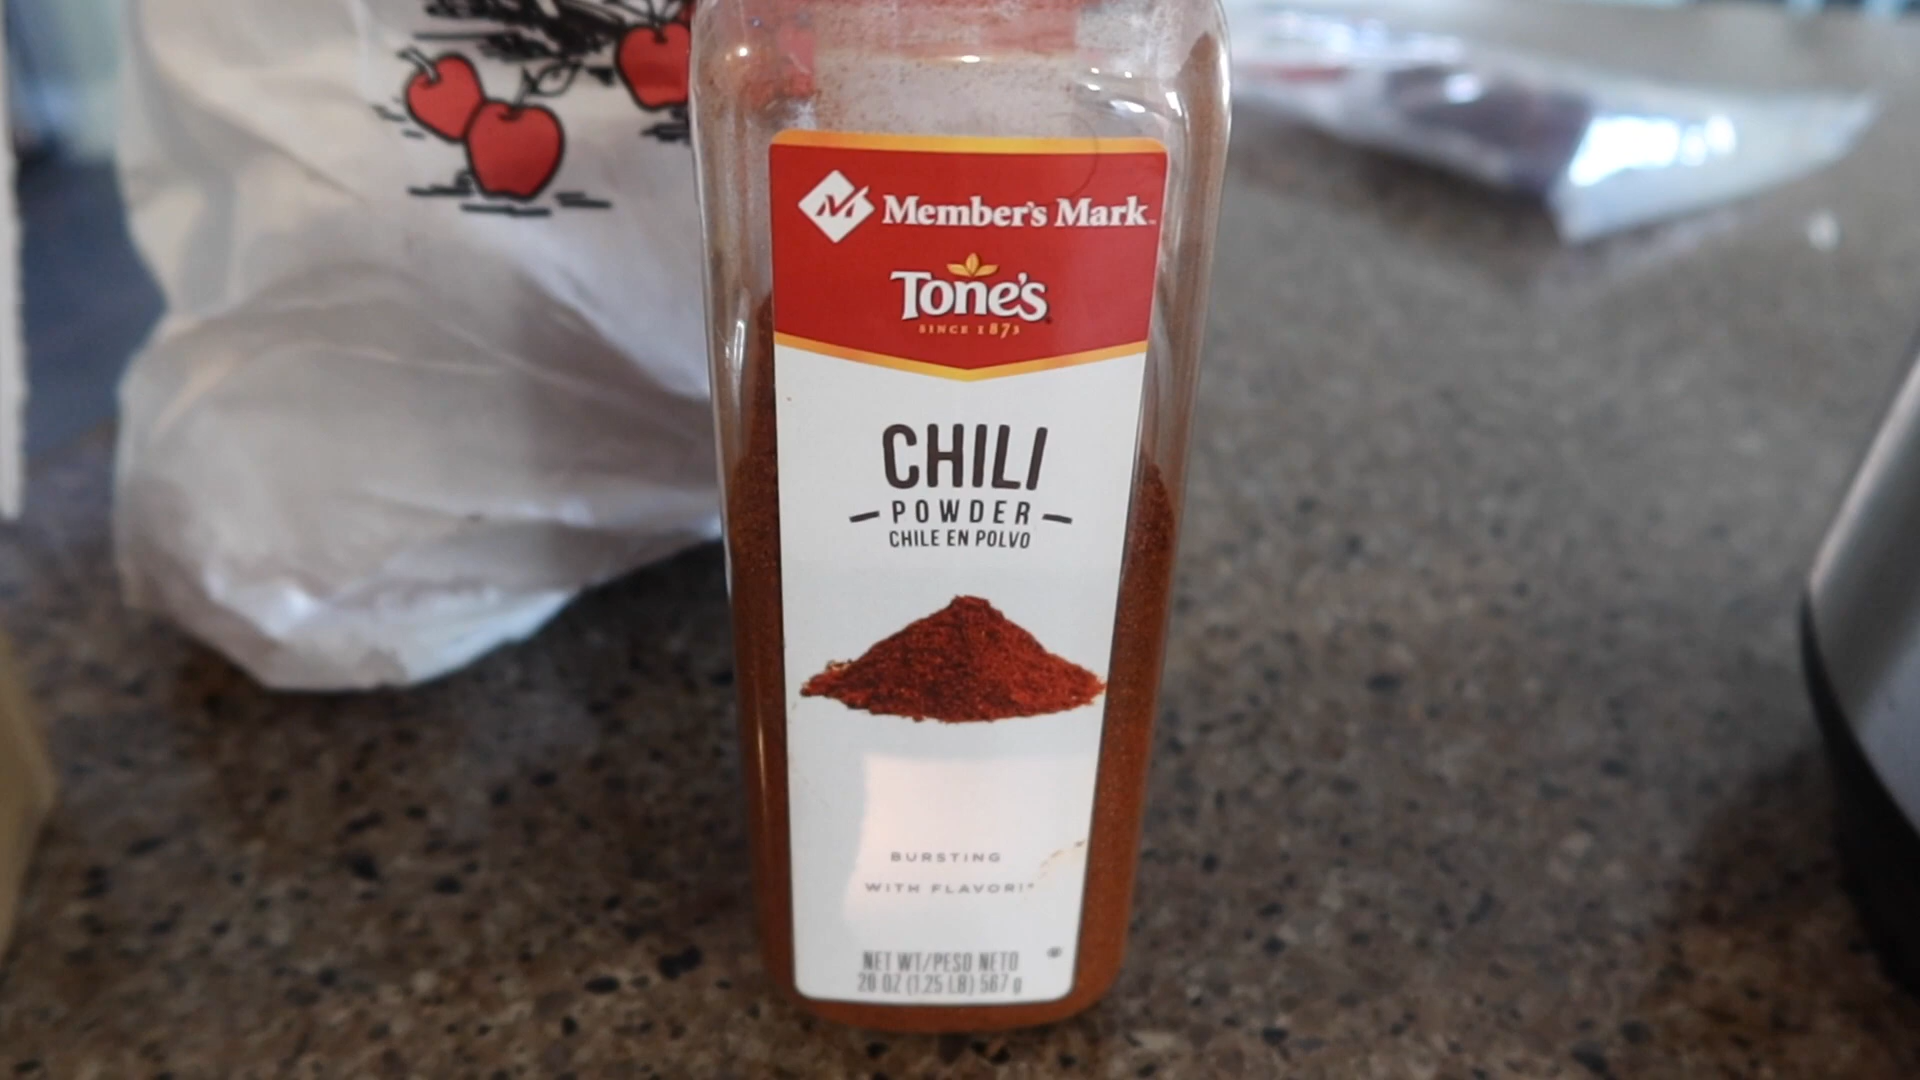 Member's Mark™
Tone's
SINCE 1873
CHILI
POWDER
CHILE EN POLVO
BURSTING
WITH FLAVOR!*
NET WT/PESO NETO
20 OZ (1.25 LB) 567 g